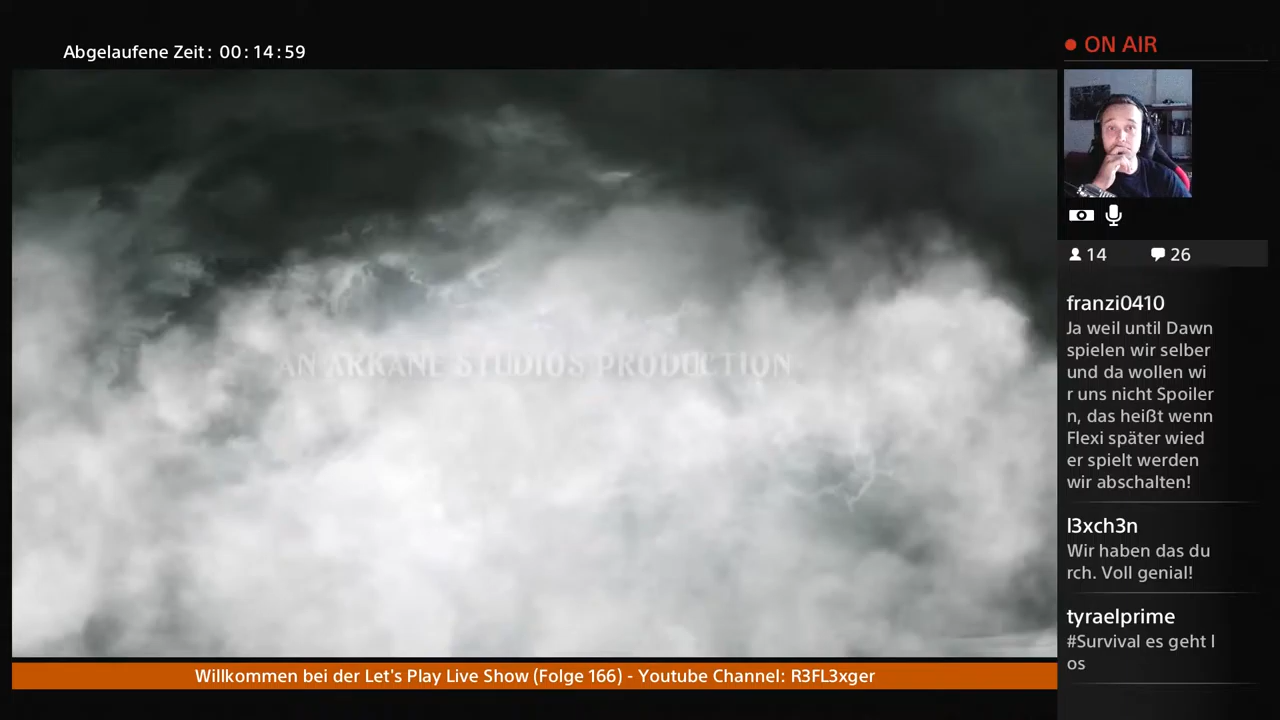 Abgelaufene Zeit: 00:14:59
ON AIR
14 26
AN ARKANE STUDIOS PRODUCTION
franzi0410
Ja weil until Dawn
spielen wir selber
und da wollen wi
r uns nicht Spoiler
n, das heißt wenn
Flexi später wied
er spielt werden
wir abschalten!
l3xch3n
Wir haben das du
rch. Voll genial!
tyraelprime
#Survival es geht l
os
Willkommen bei der Let's Play Live Show (Folge 166) - Youtube Channel: R3FL3xger